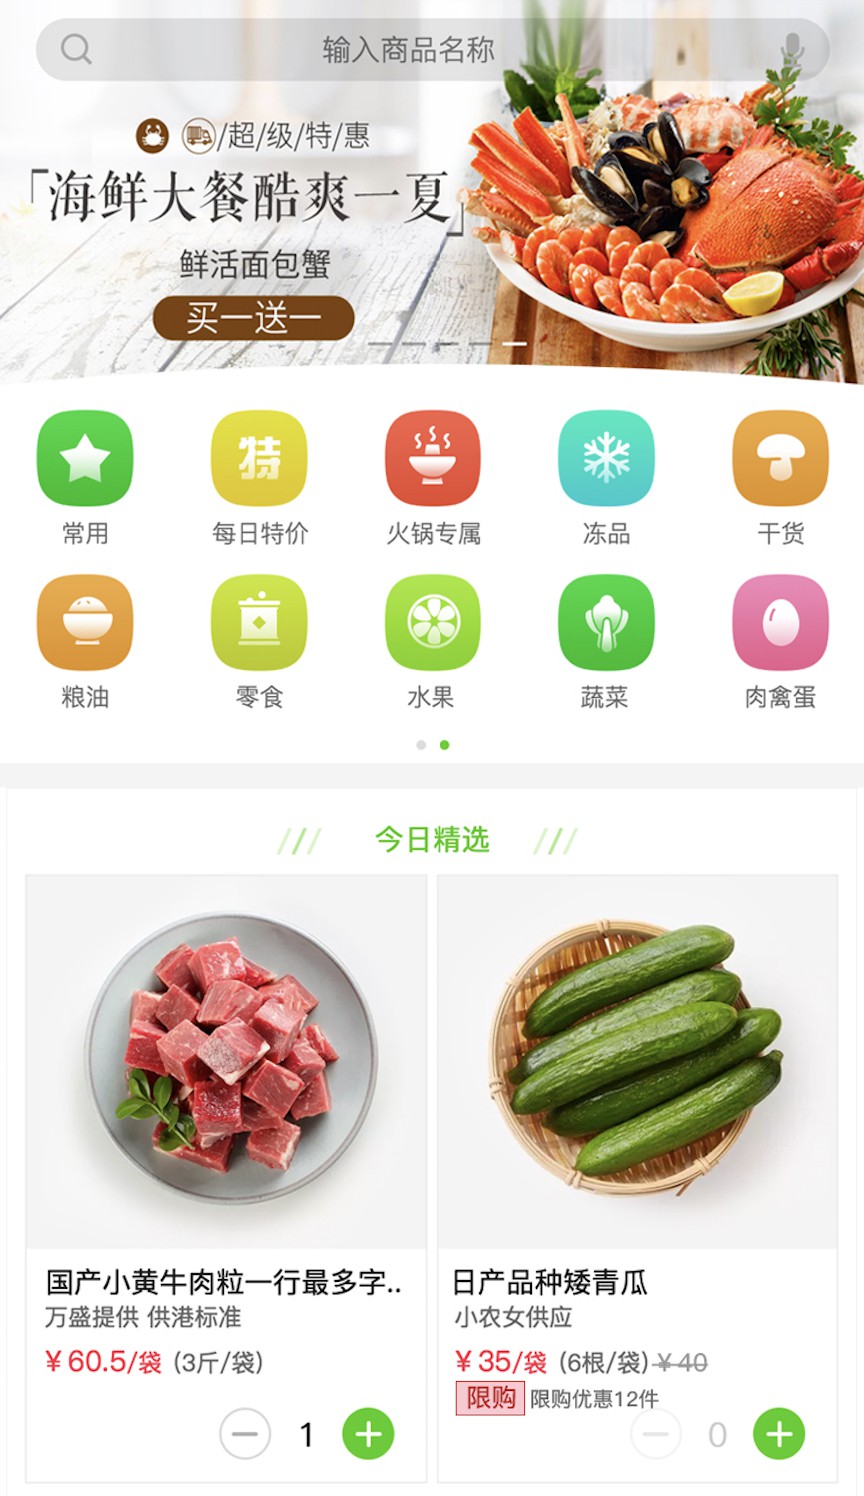 输入商品名称
/超/级/特/惠
「海鲜大餐酷爽一夏」
鲜活面包蟹
买一送一
特
常用
每日特价
火锅专属
冻品
干货
粮油
零食
水果
蔬菜
肉禽蛋
今日精选
国产小黄牛肉粒一行最多字..
万盛提供 供港标准
¥60.5/袋 (3斤/袋)
1
日产品种矮青瓜
小农女供应
¥35/袋 (6根/袋) ¥40
限购 限购优惠12件
0